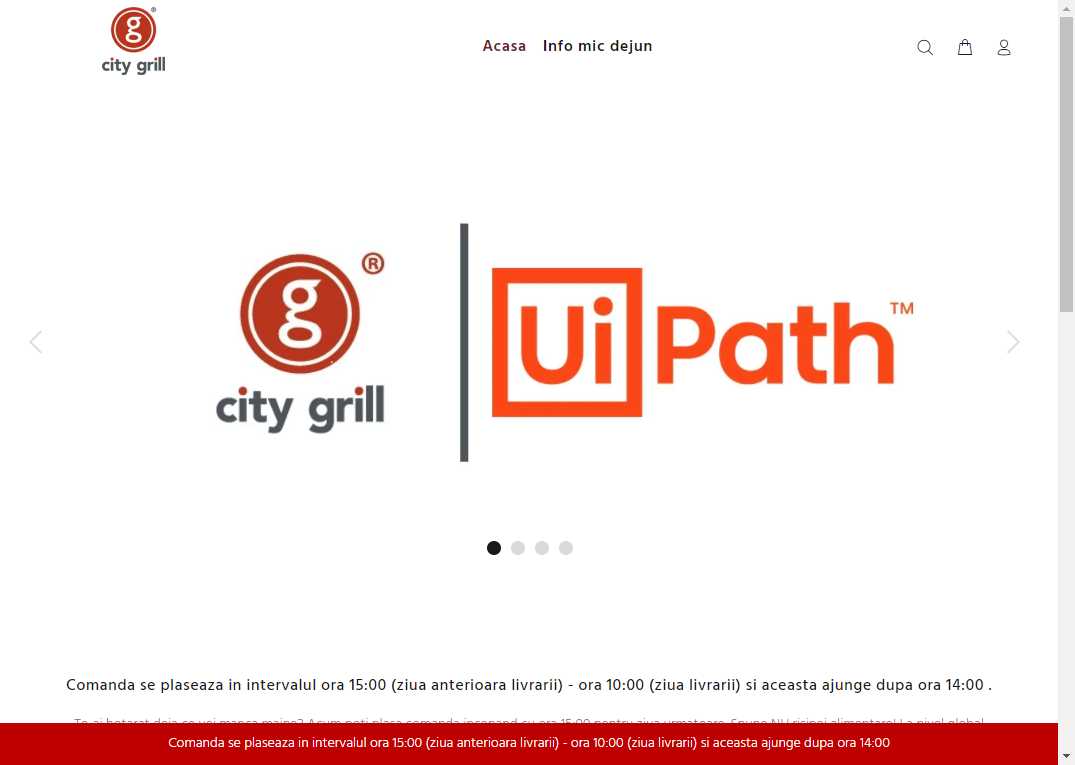 g®
city grill
Acasa Info mic dejun
g®
city grill
UiPath™
Comanda se plaseaza in intervalul ora 15:00 (ziua anterioara livrarii) - ora 10:00 (ziua livrarii) si aceasta ajunge dupa ora 14:00 .
Comanda se plaseaza in intervalul ora 15:00 (ziua anterioara livrarii) - ora 10:00 (ziua livrarii) si aceasta ajunge dupa ora 14:00